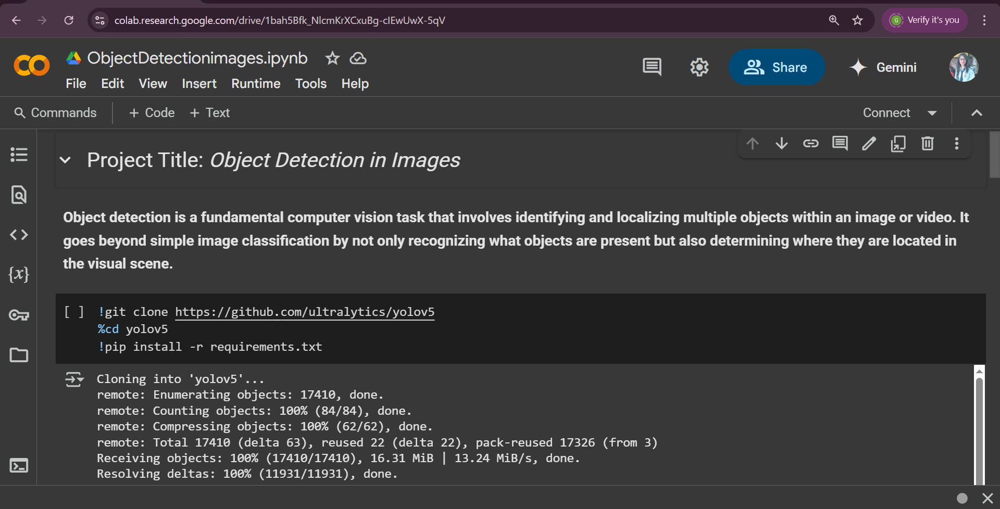 colab.research.google.com/drive/1bah5Bfk_NlcmKrXCxuBg-cIEwUwX-5qV
G
Verify it's you
ObjectDetectionimages.ipynb
File Edit View Insert Runtime Tools Help
Share
Gemini
Commands
+ Code + Text
Connect
Project Title: Object Detection in Images
Object detection is a fundamental computer vision task that involves identifying and localizing multiple objects within an image or video. It
goes beyond simple image classification by not only recognizing what objects are present but also determining where they are located in
the visual scene.
[ ] !git clone https://github.com/ultralytics/yolov5
%cd yolov5
!pip install -r requirements.txt
{x}
Cloning into 'yolov5'...
remote: Enumerating objects: 17410, done.
remote: Counting objects: 100% (84/84), done.
remote: Compressing objects: 100% (62/62), done.
remote: Total 17410 (delta 63), reused 22 (delta 22), pack-reused 17326 (from 3)
Receiving objects: 100% (17410/17410), 16.31 MiB | 13.24 MiB/s, done.
Resolving deltas: 100% (11931/11931), done.